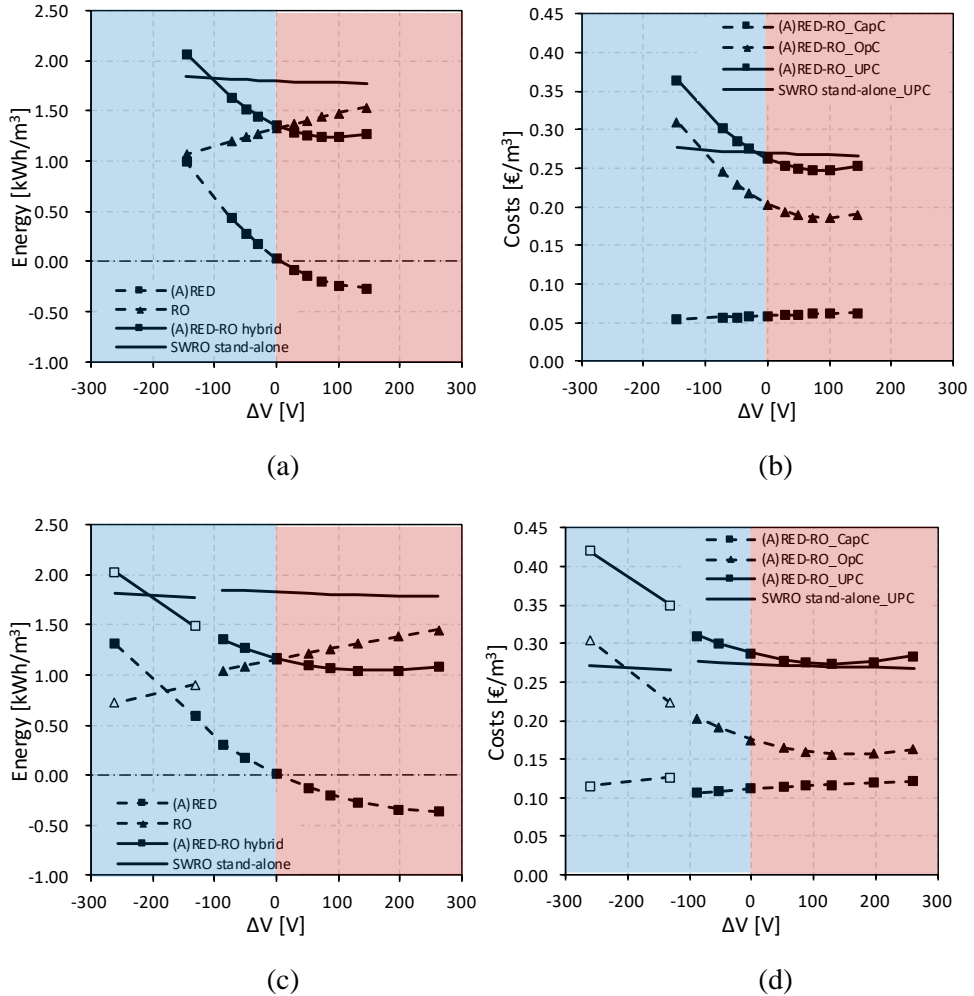 2.50
2.00
1.50
1.00
0.50
0.00
-0.50
-1.00
Energy [kWh/m³]
(A)RED
RO
(A)RED-RO hybrid
SWRO stand-alone
-300 -200 -100 0 100 200 300
ΔV [V]
(a)
0.45
0.40
0.35
0.30
0.25
0.20
0.15
0.10
0.05
0.00
Costs [€/m³]
(A)RED-RO_CapC
(A)RED-RO_OpC
(A)RED-RO_UPC
SWRO stand-alone_UPC
-300 -200 -100 0 100 200 300
ΔV [V]
(b)
2.50
2.00
1.50
1.00
0.50
0.00
-0.50
-1.00
Energy [kWh/m³]
(A)RED
RO
(A)RED-RO hybrid
SWRO stand-alone
-300 -200 -100 0 100 200 300
ΔV [V]
(c)
0.45
0.40
0.35
0.30
0.25
0.20
0.15
0.10
0.05
0.00
Costs [€/m³]
(A)RED-RO_CapC
(A)RED-RO_OpC
(A)RED-RO_UPC
SWRO stand-alone_UPC
-300 -200 -100 0 100 200 300
ΔV [V]
(d)